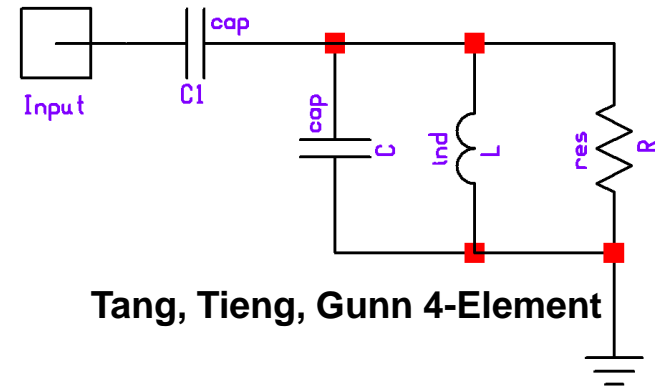 cap
Input
C1
cap
C
ind
L
res
R
Tang, Tieng, Gunn 4-Element